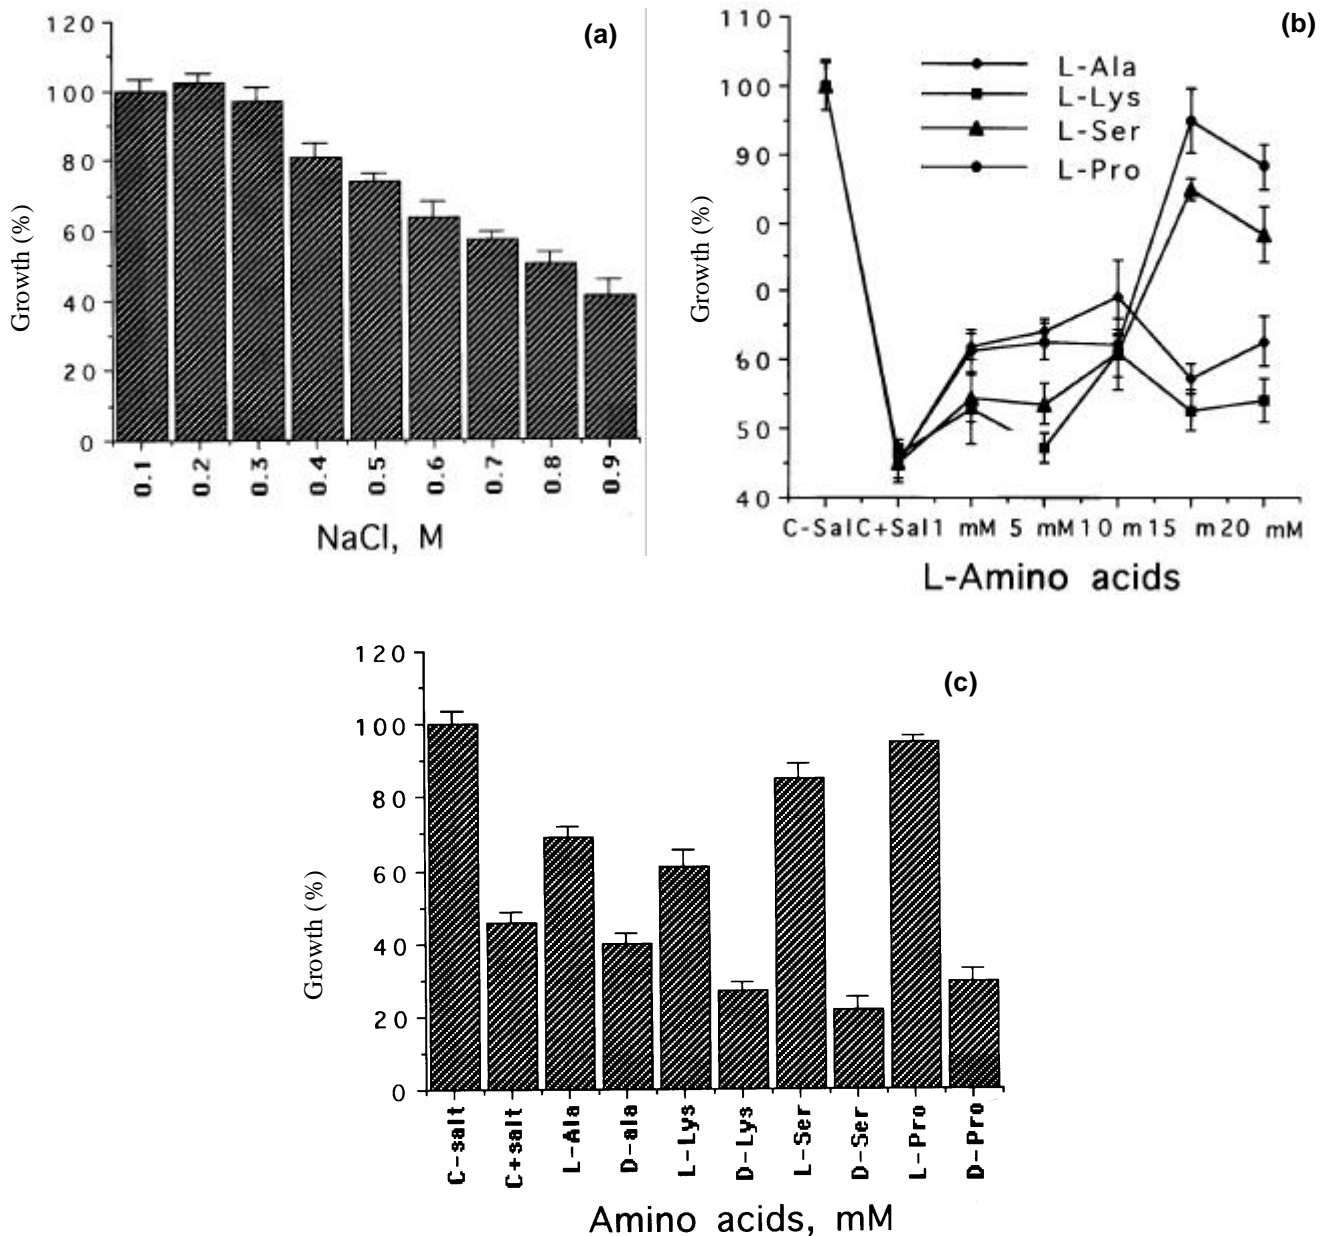 (a)
120
100
80
60
40
20
0
Growth (%)
0.1 0.2 0.3 0.4 0.5 0.6 0.7 0.8 0.9
NaCl, M
(b)
110
100
90
0
0
60
50
40
Growth (%)
L-Ala
L-Lys
L-Ser
L-Pro
C-SalC+Sal1 mM 5 mM10 m15 m20 mM
L-Amino acids
(c)
120
100
80
60
40
20
0
Growth (%)
C-salt C+salt L-Ala D-ala L-Lys D-Lys L-Ser D-Ser L-Pro D-Pro
Amino acids, mM